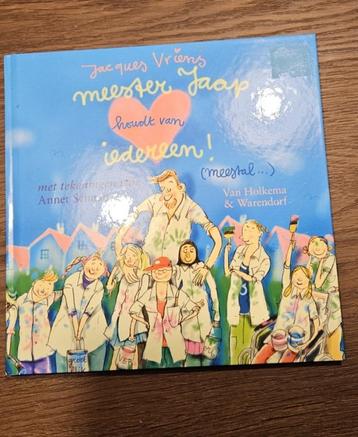 Jacques Vriens
meester Jaap
houdt van
iedereen!
(meestal...)
met tekeningen van
Annet Schaap
Van Holkema
& Warendorf